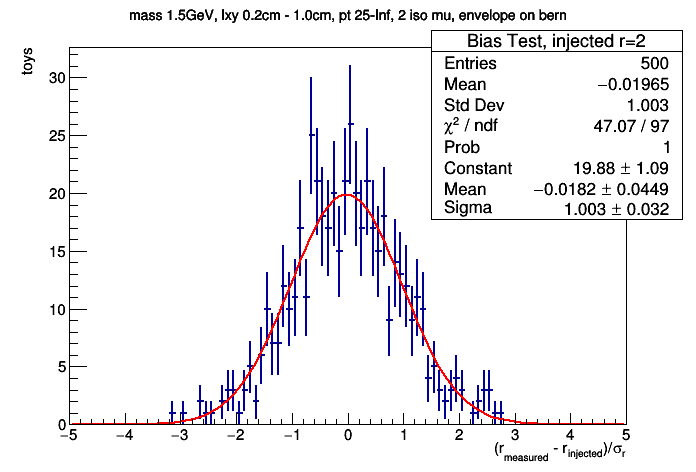 mass 1.5GeV, lxy 0.2cm - 1.0cm, pt 25-Inf, 2 iso mu, envelope on bern
Bias Test, injected r=2
Entries 500
Mean −0.01965
Std Dev 1.003
χ² / ndf 47.07 / 97
Prob 1
Constant 19.88 ± 1.09
Mean −0.0182 ± 0.0449
Sigma 1.003 ± 0.032
toys
30
25
20
15
10
5
0
−5 −4 −3 −2 −1 0 1 2 3 4 5
(r_measured - r_injected)/σ_r